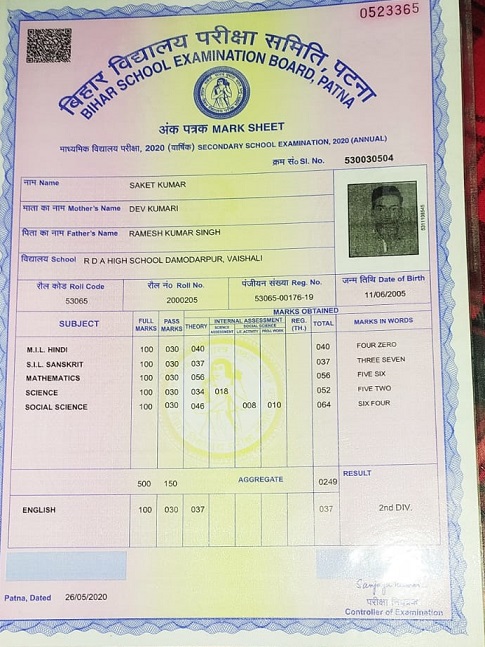 0523365
बिहार विद्यालय परीक्षा समिति, पटना
BIHAR SCHOOL EXAMINATION BOARD, PATNA
अंक पत्रक MARK SHEET
माध्यमिक विद्यालय परीक्षा, 2020 (वार्षिक) SECONDARY SCHOOL EXAMINATION, 2020 (ANNUAL)
क्रम सं० Sl. No. 530030504
नाम Name SAKET KUMAR
माता का नाम Mother's Name DEV KUMARI
पिता का नाम Father's Name RAMESH KUMAR SINGH
विद्यालय School R D A HIGH SCHOOL DAMODARPUR, VAISHALI
रोल कोड Roll Code रोल नं० Roll No. पंजीयन संख्या Reg. No. जन्म तिथि Date of Birth
53065 2000205 53065-00176-19 11/06/2005
MARKS OBTAINED
SUBJECT FULL MARKS PASS MARKS THEORY INTERNAL ASSESSMENT REG. (TH.) TOTAL MARKS IN WORDS
SCIENCE ASSESSMENT SOCIAL SCIENCE
M.I.L. HINDI 100 030 040 040 FOUR ZERO
S.I.L. SANSKRIT 100 030 037 037 THREE SEVEN
MATHEMATICS 100 030 056 056 FIVE SIX
SCIENCE 100 030 034 018 052 FIVE TWO
SOCIAL SCIENCE 100 030 046 008 010 064 SIX FOUR
500 150 AGGREGATE 0249 RESULT
ENGLISH 100 030 037 037 2nd DIV.
Patna, Dated 26/05/2020
परीक्षा नियंत्रक
Controller of Examination